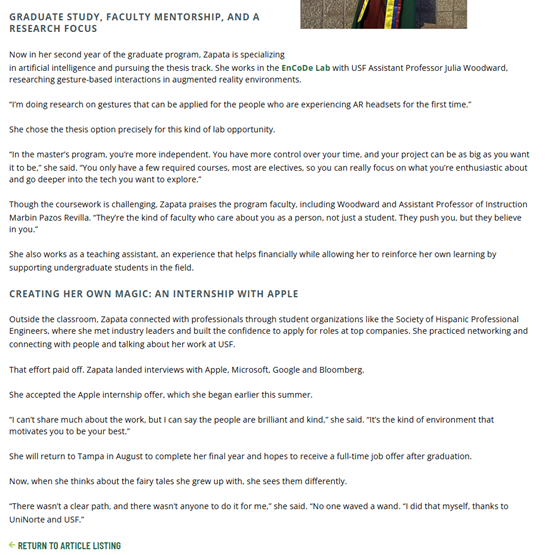 GRADUATE STUDY, FACULTY MENTORSHIP, AND A
RESEARCH FOCUS
Now in her second year of the graduate program, Zapata is specializing
in artificial intelligence and pursuing the thesis track. She works in the EnCoDe Lab with USF Assistant Professor Julia Woodward,
researching gesture-based interactions in augmented reality environments.
“I’m doing research on gestures that can be applied for the people who are experiencing AR headsets for the first time.”
She chose the thesis option precisely for this kind of lab opportunity.
“In the master’s program, you’re more independent. You have more control over your time, and your project can be as big as you want
it to be,” she said. “You only have a few required courses, most are electives, so you can really focus on what you’re enthusiastic about
and go deeper into the tech you want to explore.”
Though the coursework is challenging, Zapata praises the program faculty, including Woodward and Assistant Professor of Instruction
Marbin Pazos Revilla. “They’re the kind of faculty who care about you as a person, not just a student. They push you, but they believe
in you.”
She also works as a teaching assistant, an experience that helps financially while allowing her to reinforce her own learning by
supporting undergraduate students in the field.
CREATING HER OWN MAGIC: AN INTERNSHIP WITH APPLE
Outside the classroom, Zapata connected with professionals through student organizations like the Society of Hispanic Professional
Engineers, where she met industry leaders and built the confidence to apply for roles at top companies. She practiced networking and
connecting with people and talking about her work at USF.
That effort paid off. Zapata landed interviews with Apple, Microsoft, Google and Bloomberg.
She accepted the Apple internship offer, which she began earlier this summer.
“I can’t share much about the work, but I can say the people are brilliant and kind,” she said. “It’s the kind of environment that
motivates you to be your best.”
She will return to Tampa in August to complete her final year and hopes to receive a full-time job offer after graduation.
Now, when she thinks about the fairy tales she grew up with, she sees them differently.
“There wasn’t a clear path, and there wasn’t anyone to do it for me,” she said. “No one waved a wand. “I did that myself, thanks to
UniNorte and USF.”
RETURN TO ARTICLE LISTING